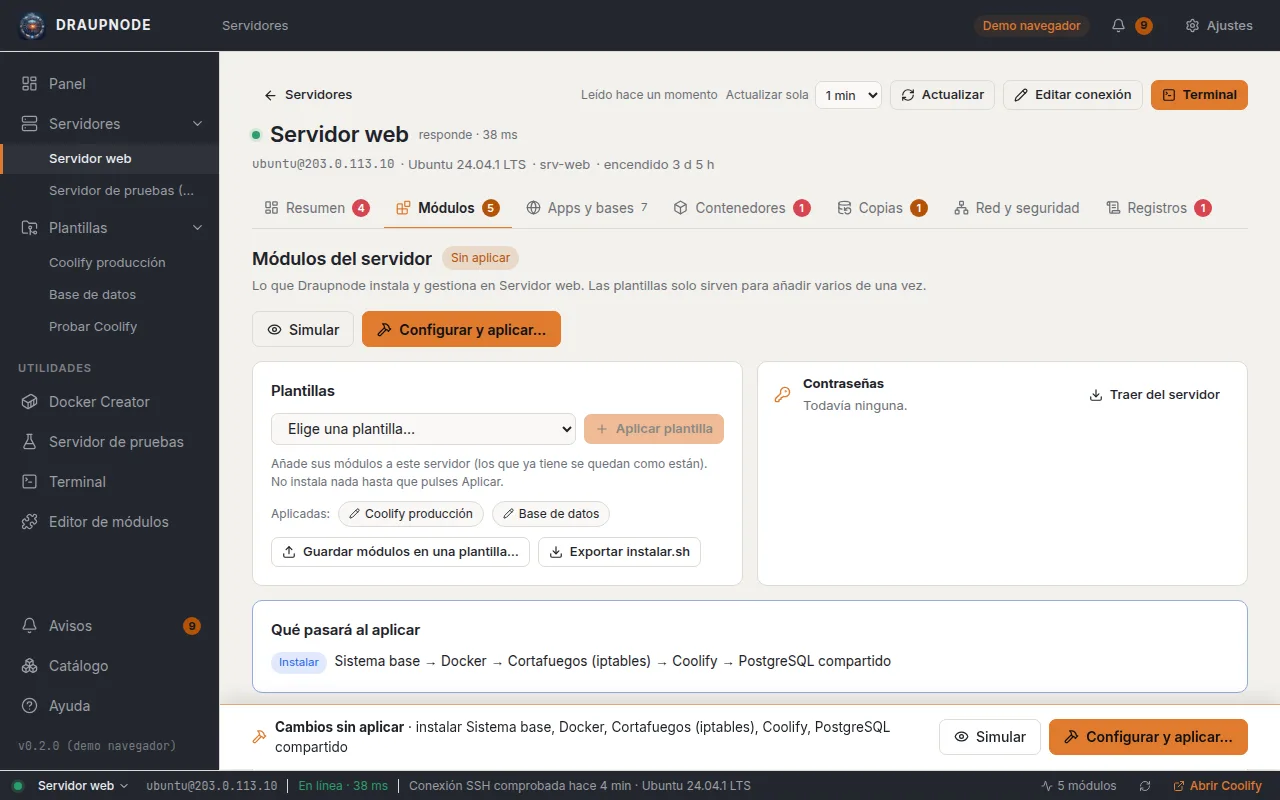 DRAUPNODE
Servidores
Demo navegador
9
Ajustes
Panel
Servidores
Servidor web
Servidor de pruebas (...
Plantillas
Coolify producción
Base de datos
Probar Coolify
UTILIDADES
Docker Creator
Servidor de pruebas
Terminal
Editor de módulos
Avisos 9
Catálogo
Ayuda
v0.2.0 (demo navegador)
← Servidores
Leído hace un momento Actualizar sola 1 min Actualizar Editar conexión Terminal
Servidor web responde · 38 ms
ubuntu@203.0.113.10 · Ubuntu 24.04.1 LTS · srv-web · encendido 3 d 5 h
Resumen 4 Módulos 5 Apps y bases 7 Contenedores 1 Copias 1 Red y seguridad Registros 1
Módulos del servidor Sin aplicar
Lo que Draupnode instala y gestiona en Servidor web. Las plantillas solo sirven para añadir varios de una vez.
Simular Configurar y aplicar...
Plantillas
Elige una plantilla... + Aplicar plantilla
Añade sus módulos a este servidor (los que ya tiene se quedan como están).
No instala nada hasta que pulses Aplicar.
Aplicadas: Coolify producción Base de datos
Guardar módulos en una plantilla... Exportar instalar.sh
Contraseñas
Todavía ninguna.
Traer del servidor
Qué pasará al aplicar
Instalar Sistema base → Docker → Cortafuegos (iptables) → Coolify → PostgreSQL compartido
Cambios sin aplicar · instalar Sistema base, Docker, Cortafuegos (iptables), Coolify, PostgreSQL
compartido
Simular Configurar y aplicar...
Servidor web ubuntu@203.0.113.10 En línea · 38 ms Conexión SSH comprobada hace 4 min · Ubuntu 24.04.1 LTS 5 módulos Abrir Coolify